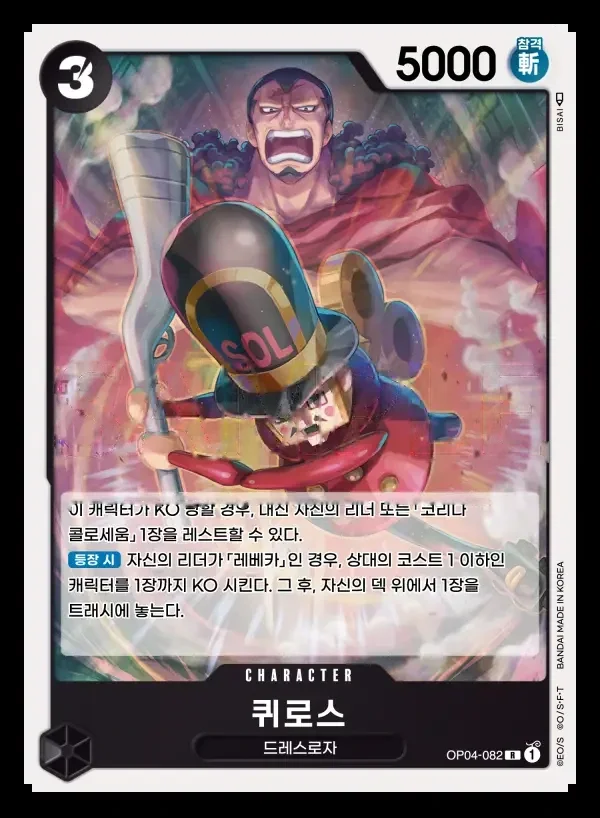 3
5000
참격
斬
BISAI
SOL
이 캐릭터가 KO 당할 경우, 대신 자신의 리더 또는 「코리다
콜로세움」 1장을 레스트할 수 있다.
등장 시 자신의 리더가 「레베카」인 경우, 상대의 코스트 1 이하인
캐릭터를 1장까지 KO 시킨다. 그 후, 자신의 덱 위에서 1장을
트래시에 놓는다.
CHARACTER
퀴로스
드레스로자
OP04-082 R 1
©EO/S ©O/S·F·T BANDAI MADE IN KOREA